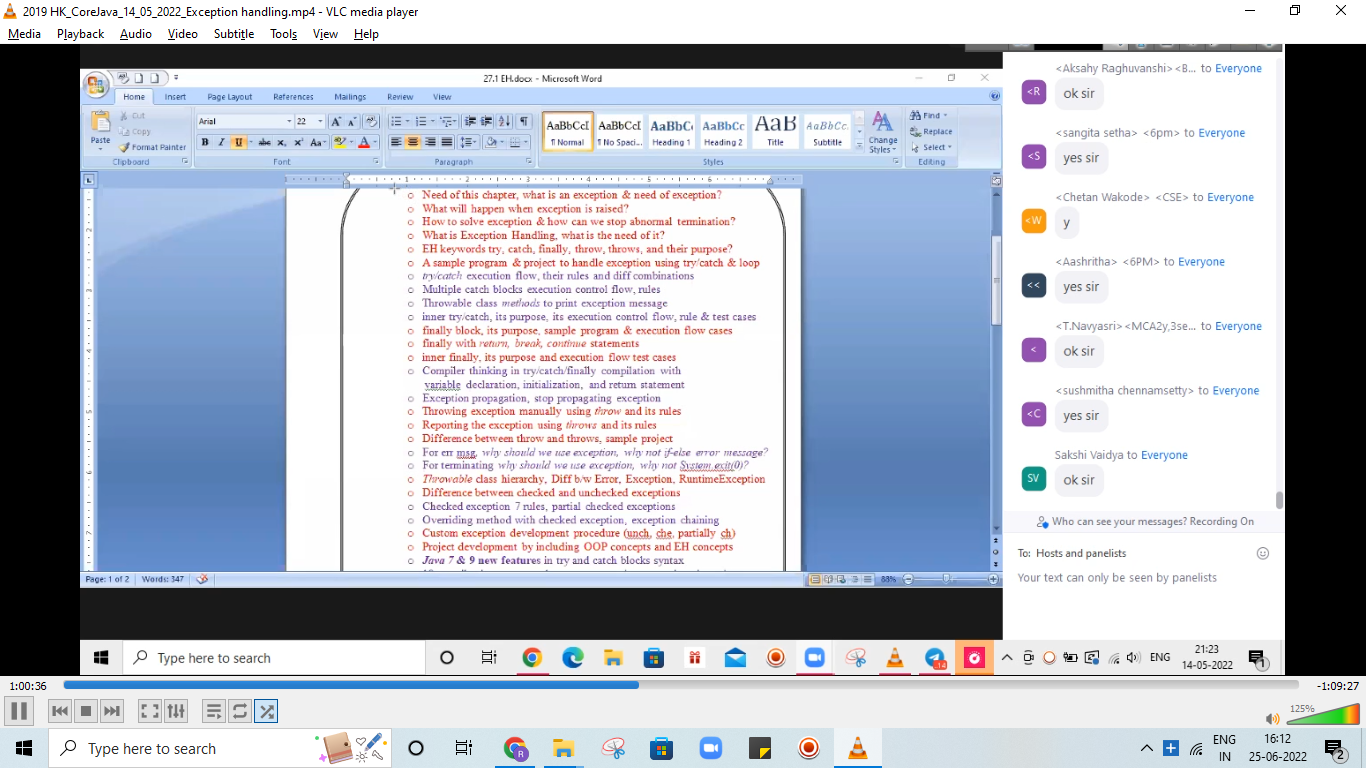 2019 HK_CoreJava_14_05_2022_Exception handling.mp4 - VLC media player
Media Playback Audio Video Subtitle Tools View Help
27.1 EH.docx - Microsoft Word
Home Insert Page Layout References Mailings Review View
Paste
Cut
Copy
Format Painter
Clipboard
Arial 22
Font
Paragraph
AaBbCcI AaBbCcI AaBbC AaBbCc AaB AaBbCc.
¶ Normal ¶ No Spaci... Heading 1 Heading 2 Title Subtitle
Change
Styles
Styles
Find
Replace
Select
Editing
o Need of this chapter, what is an exception & need of exception?
o What will happen when exception is raised?
o How to solve exception & how can we stop abnormal termination?
o What is Exception Handling, what is the need of it?
o EH keywords try, catch, finally, throw, throws, and their purpose?
o A sample program & project to handle exception using try/catch & loop
o try/catch execution flow, their rules and diff combinations
o Multiple catch blocks execution control flow, rules
o Throwable class methods to print exception message
o inner try/catch, its purpose, its execution control flow, rule & test cases
o finally block, its purpose, sample program & execution flow cases
o finally with return, break, continue statements
o inner finally, its purpose and execution flow test cases
o Compiler thinking in try/catch/finally compilation with
variable declaration, initialization, and return statement
o Exception propagation, stop propagating exception
o Throwing exception manually using throw and its rules
o Reporting the exception using throws and its rules
o Difference between throw and throws, sample project
o For err msg, why should we use exception, why not if-else error message?
o For terminating why should we use exception, why not System.exit(0)?
o Throwable class hierarchy, Diff b/w Error, Exception, RuntimeException
o Difference between checked and unchecked exceptions
o Checked exception 7 rules, partial checked exceptions
o Overriding method with checked exception, exception chaining
o Custom exception development procedure (unch, che, partially ch)
o Project development by including OOP concepts and EH concepts
o Java 7 & 9 new features in try and catch blocks syntax
Page: 1 of 2 Words: 347 88%
<Aksahy Raghuvanshi> <B... to Everyone
<R ok sir
<sangita setha> <6pm> to Everyone
<S yes sir
<Chetan Wakode> <CSE> to Everyone
<W y
<Aashritha> <6PM> to Everyone
<< yes sir
<T.Navyasri><MCA2y,3se... to Everyone
< ok sir
<sushmitha chennamsetty> to Everyone
<C yes sir
Sakshi Vaidya to Everyone
SV ok sir
Who can see your messages? Recording On
To: Hosts and panelists
Your text can only be seen by panelists
Type here to search
14
ENG
21:23
14-05-2022
1
1:00:36 -1:09:27
125%
Type here to search
ENG
IN
16:12
25-06-2022
2